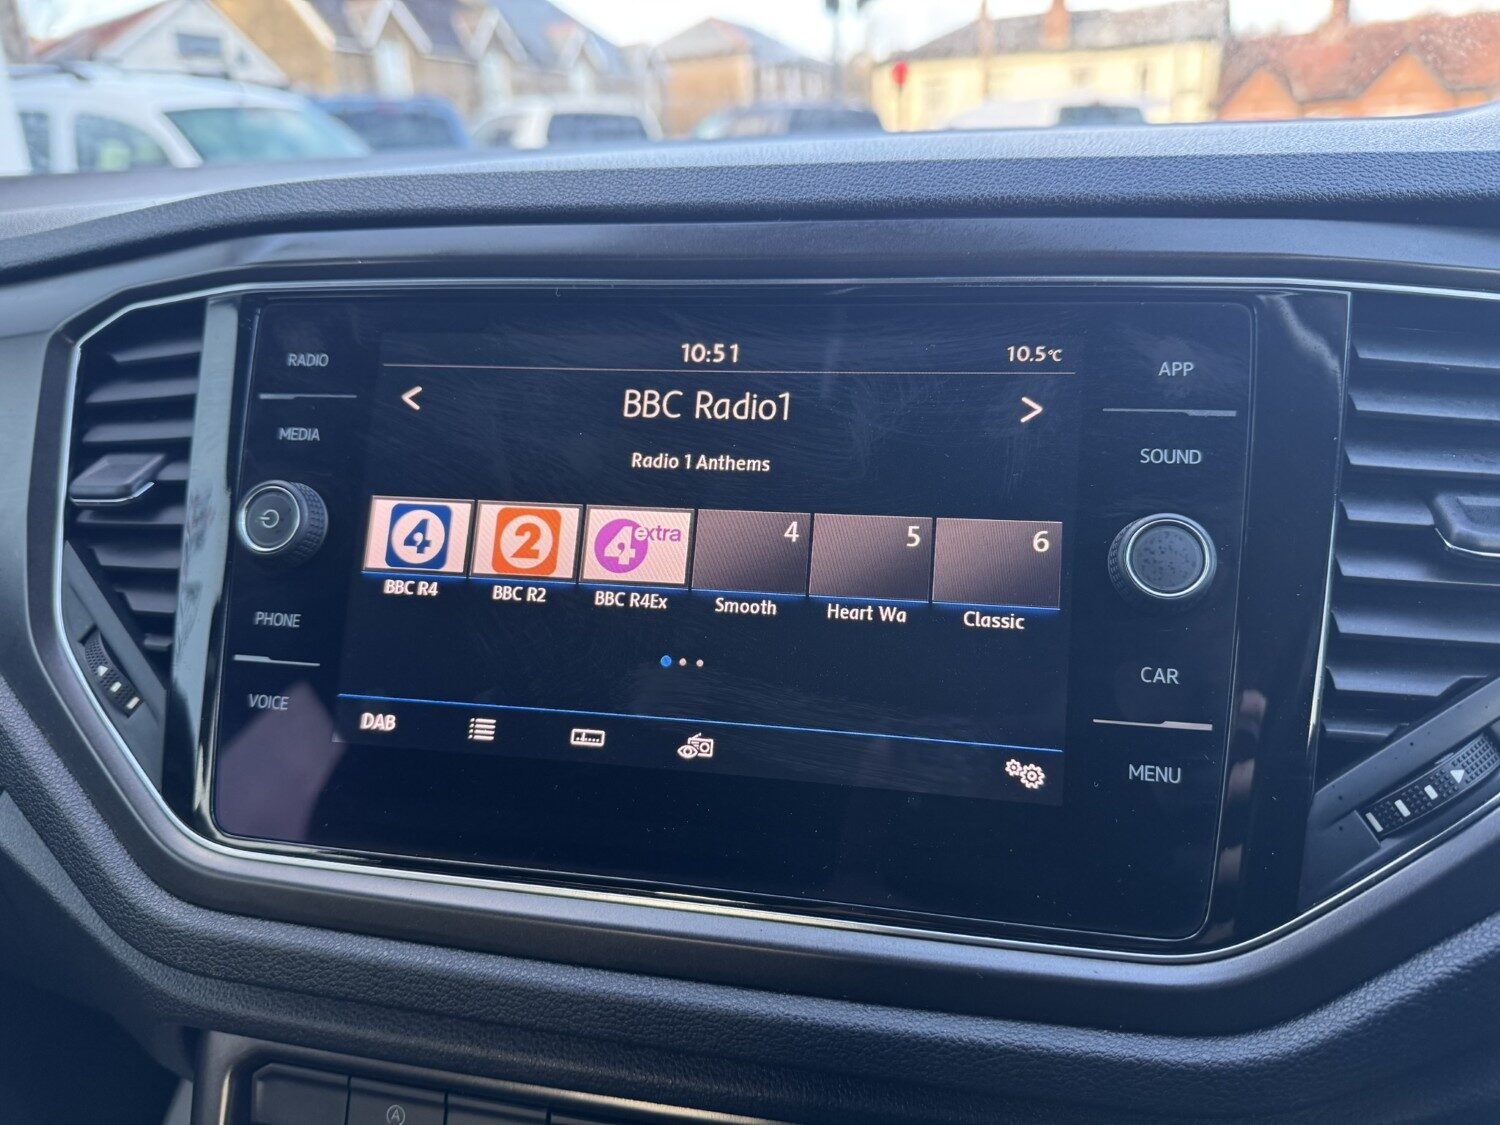 10:51
10.5°C
RADIO
APP
<
BBC Radio1
>
MEDIA
SOUND
Radio 1 Anthems
4
2
4 extra
4
5
6
BBC R4
BBC R2
BBC R4Ex
Smooth
Heart Wa
Classic
PHONE
CAR
VOICE
DAB
MENU
A